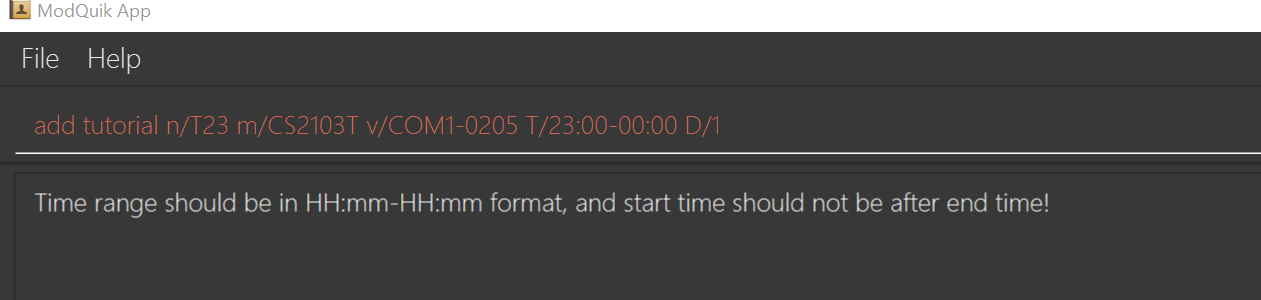 ModQuik App
File Help
add tutorial n/T23 m/CS2103T v/COM1-0205 T/23:00-00:00 D/1
Time range should be in HH:mm-HH:mm format, and start time should not be after end time!